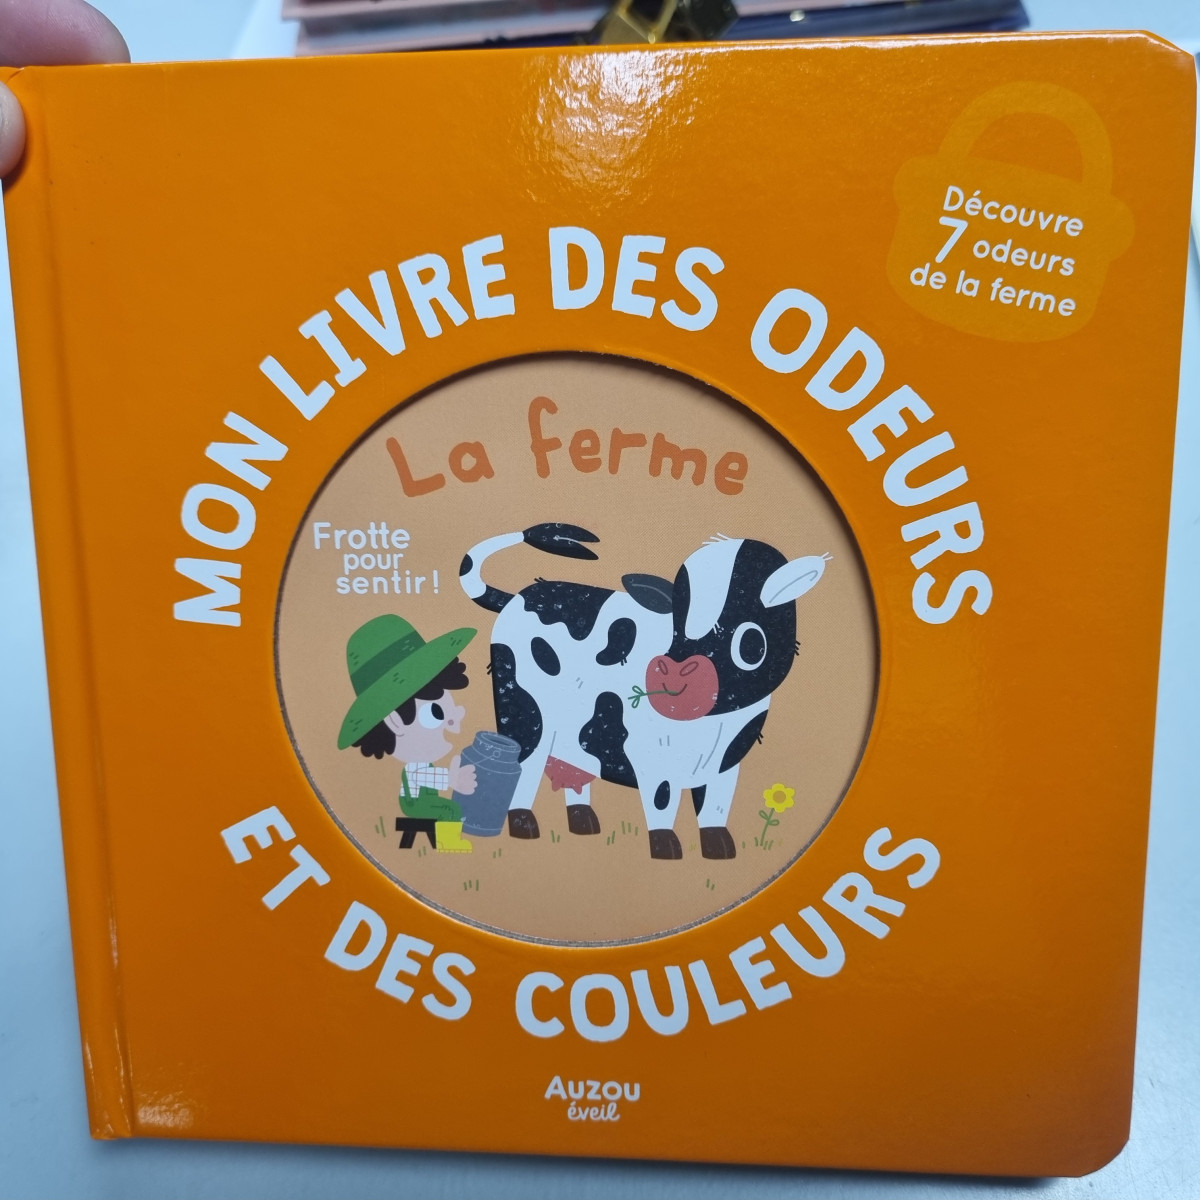 Découvre
7 odeurs
de la ferme
MON LIVRE DES ODEURS
La ferme
Frotte
pour
sentir!
ET DES COULEURS
AUZOU
éveil